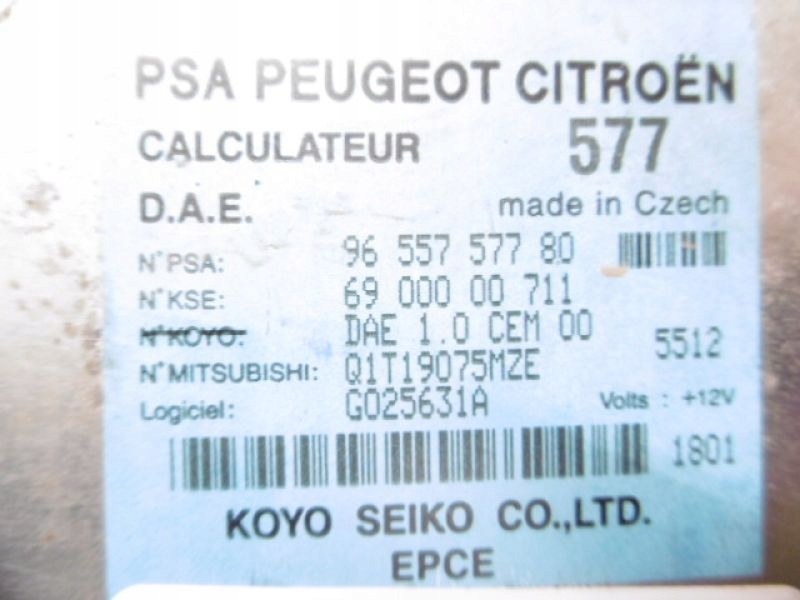 PSA PEUGEOT CITROËN
CALCULATEUR 577
D.A.E. made in Czech
N°PSA: 96 557 577 80
N°KSE: 69 000 00 711
N°KOYO: DAE 1.0 CEM 00 5512
N°MITSUBISHI: Q1T19075MZE
Logiciel: G025631A Volts : +12V
1801
KOYO SEIKO CO.,LTD.
EPCE